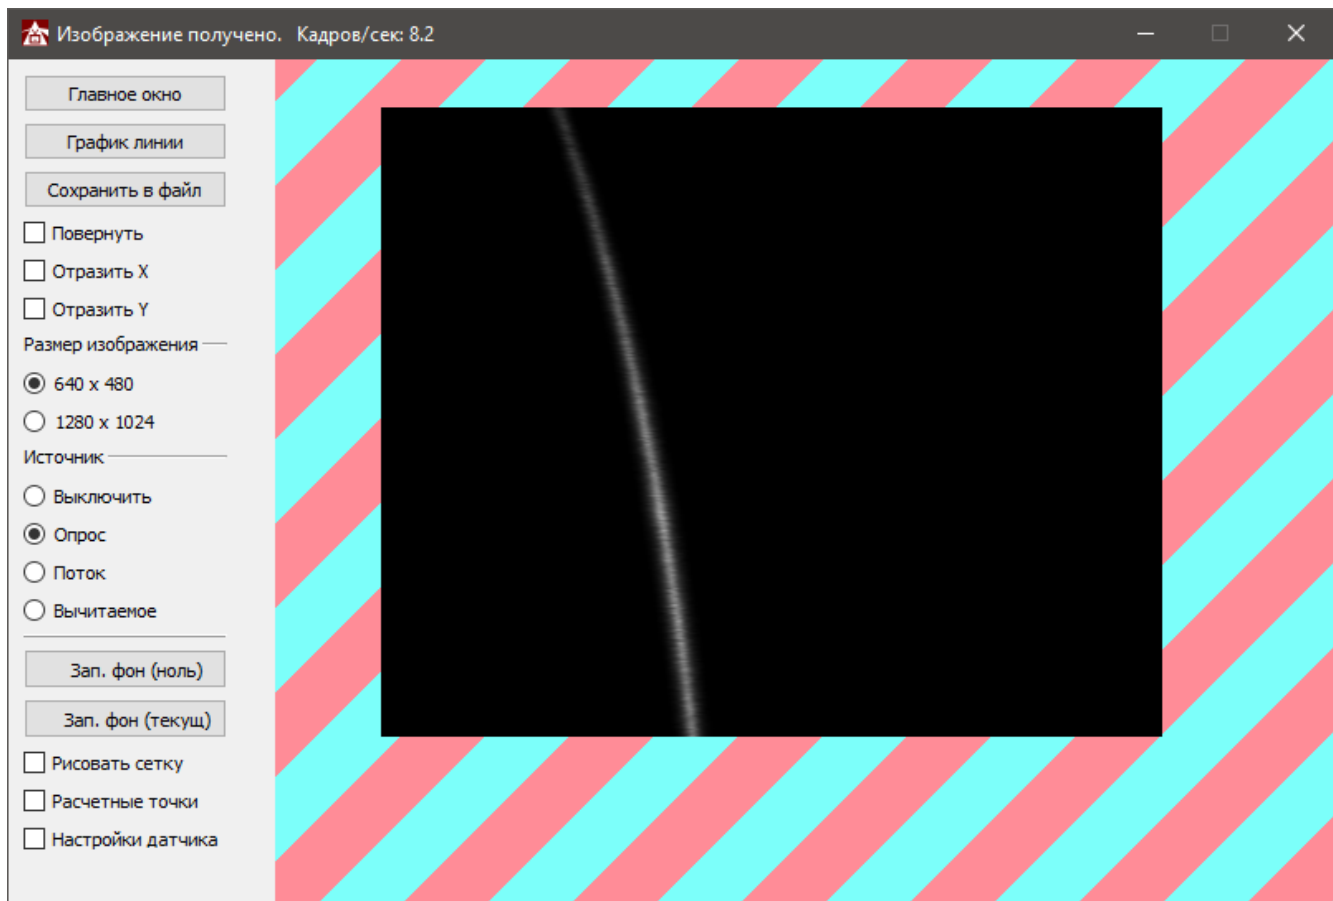 Изображение получено.   Кадров/сек: 8.2
Главное окно
График линии
Сохранить в файл
Повернуть
Отразить X
Отразить Y
Размер изображения
640 x 480
1280 x 1024
Источник
Выключить
Опрос
Поток
Вычитаемое
Зап. фон (ноль)
Зап. фон (текущ)
Рисовать сетку
Расчетные точки
Настройки датчика